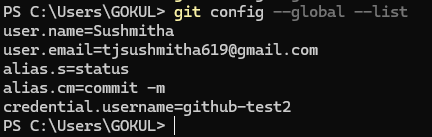 PS C:\Users\GOKUL> git config --global --list
user.name=Sushmitha
user.email=tjsushmitha619@gmail.com
alias.s=status
alias.cm=commit -m
credential.username=github-test2
PS C:\Users\GOKUL>